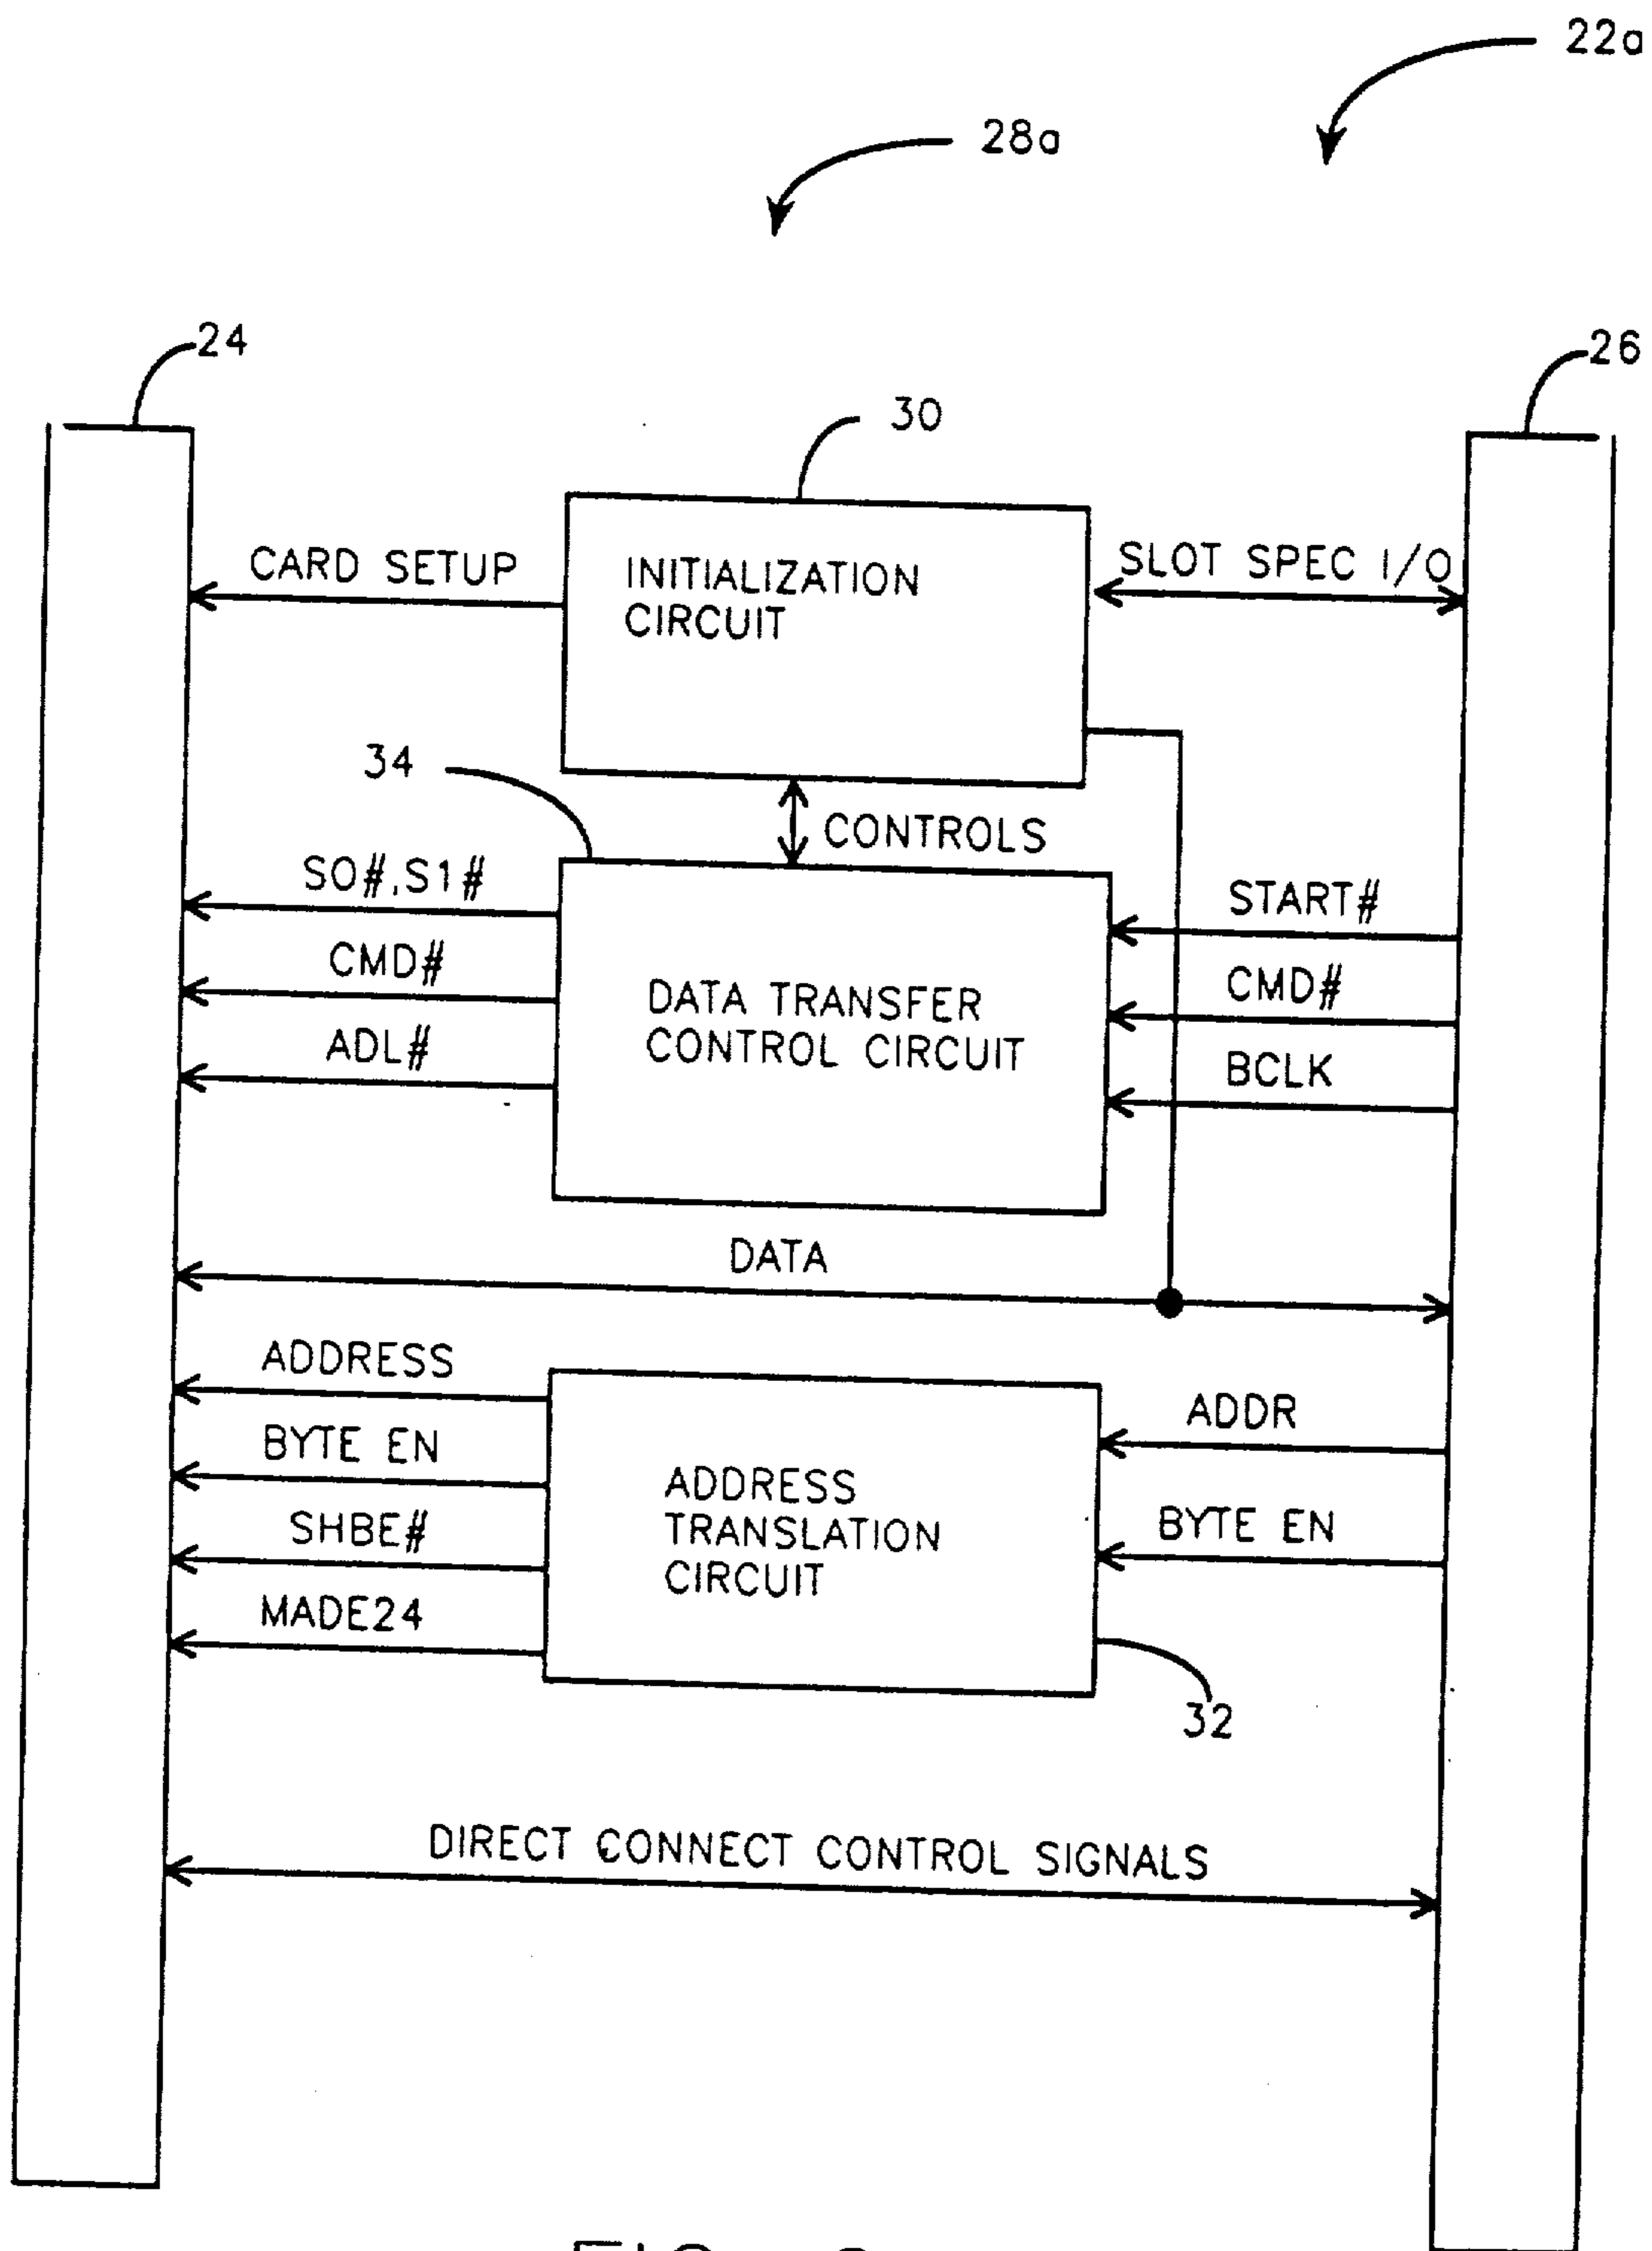 22a
28a
24
26
30
CARD SETUP
INITIALIZATION
CIRCUIT
SLOT SPEC I/O
34
CONTROLS
S0#,S1#
START#
CMD#
CMD#
DATA TRANSFER
CONTROL CIRCUIT
ADL#
BCLK
DATA
ADDRESS
ADDR
BYTE EN
ADDRESS
TRANSLATION
CIRCUIT
BYTE EN
SHBE#
MADE24
32
DIRECT CONNECT CONTROL SIGNALS